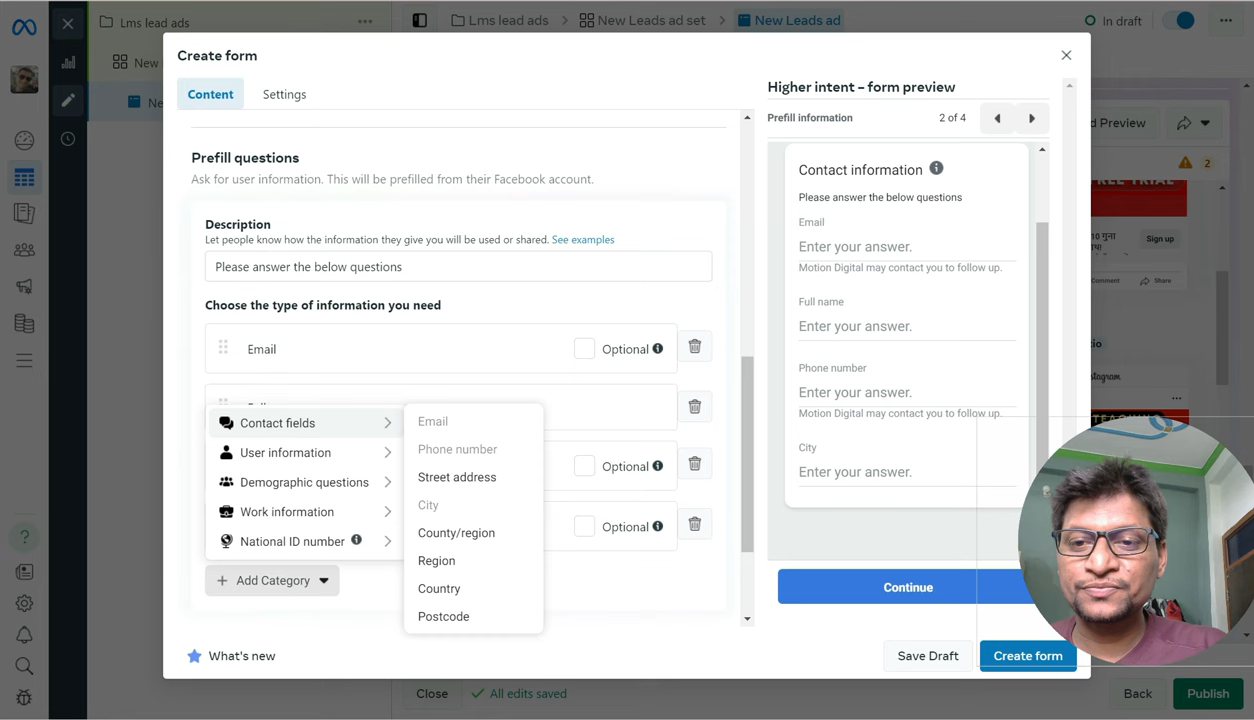 Lms lead ads
Lms lead ads
New Leads ad set
New Leads ad
In draft
New
Ne
Create form
Content
Settings
Prefill questions
Ask for user information. This will be prefilled from their Facebook account.
Description
Let people know how the information they give you will be used or shared. See examples
Please answer the below questions
Choose the type of information you need
Email
Optional
Contact fields
User information
Demographic questions
Work information
National ID number
Email
Phone number
Street address
City
County/region
Region
Country
Postcode
Optional
Optional
+ Add Category
What's new
Save Draft
Create form
Higher intent – form preview
Prefill information
2 of 4
Contact information
Please answer the below questions
Email
Enter your answer.
Motion Digital may contact you to follow up.
Full name
Enter your answer.
Phone number
Enter your answer.
Motion Digital may contact you to follow up.
City
Enter your answer.
Continue
d Preview
2
FREE TRIAL
10 गुना
Sign up
Comment
Share
io
stagram
TEACHING
Close
All edits saved
Back
Publish